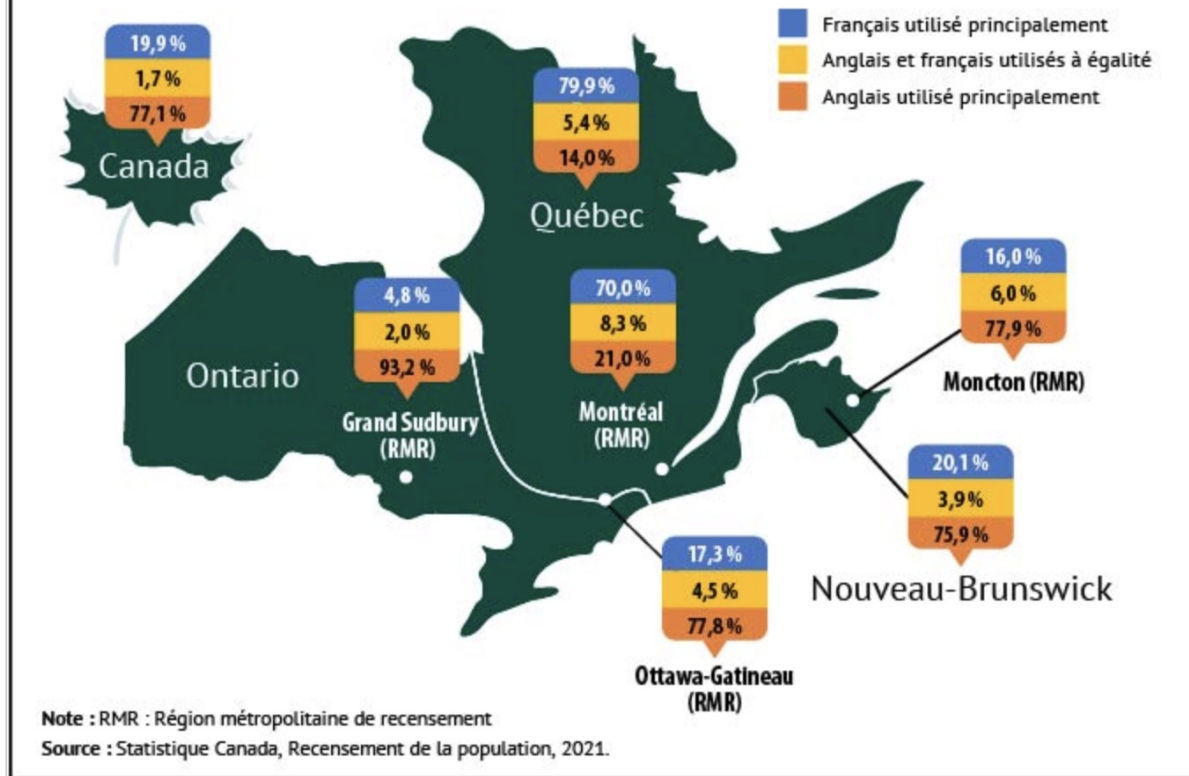 Français utilisé principalement
Anglais et français utilisés à égalité
Anglais utilisé principalement
19,9 %
1,7 %
77,1 %
Canada
79,9 %
5,4 %
14,0 %
Québec
4,8 %
2,0 %
93,2 %
Ontario
Grand Sudbury
(RMR)
70,0 %
8,3 %
21,0 %
Montréal
(RMR)
16,0 %
6,0 %
77,9 %
Moncton (RMR)
20,1 %
3,9 %
75,9 %
Nouveau-Brunswick
17,3 %
4,5 %
77,8 %
Ottawa-Gatineau
(RMR)
Note : RMR : Région métropolitaine de recensement
Source : Statistique Canada, Recensement de la population, 2021.